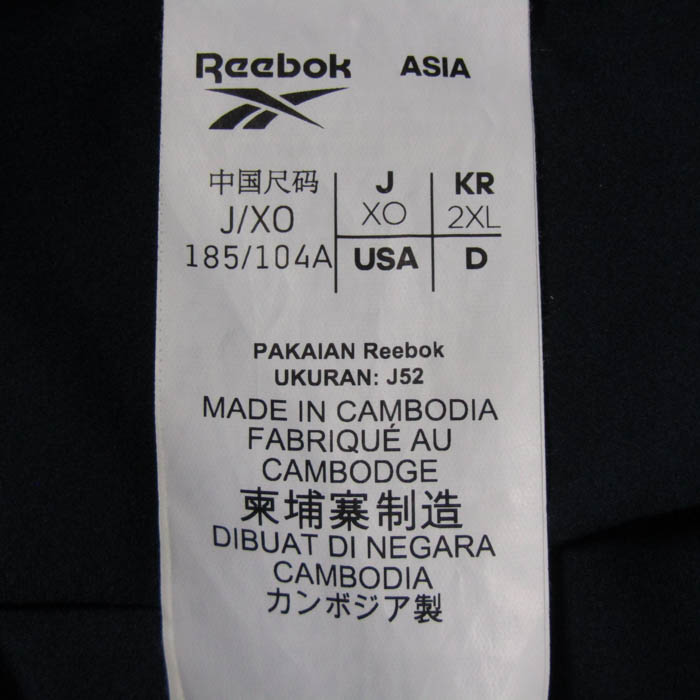 Reebok ASIA
中国尺码 J KR
J/XO XO 2XL
185/104A USA D
PAKAIAN Reebok
UKURAN: J52
MADE IN CAMBODIA
FABRIQUÉ AU
CAMBODGE
柬埔寨制造
DIBUAT DI NEGARA
CAMBODIA
カンボジア製